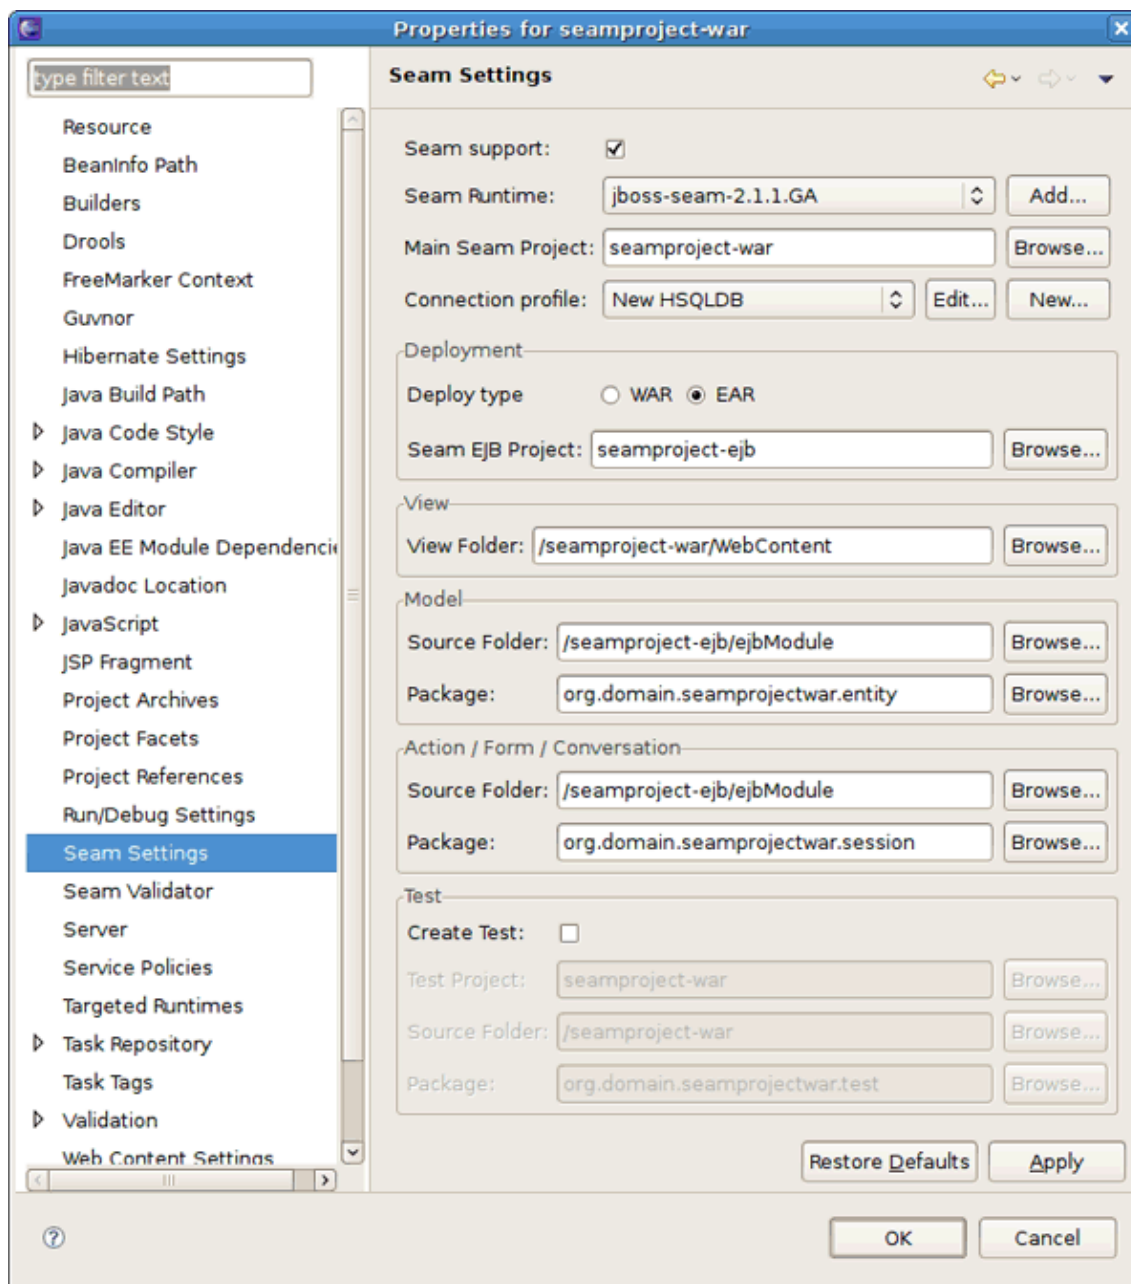 Properties for seamproject-war
type filter text
Resource
BeanInfo Path
Builders
Drools
FreeMarker Context
Guvnor
Hibernate Settings
Java Build Path
Java Code Style
Java Compiler
Java Editor
Java EE Module Dependencie
Javadoc Location
JavaScript
JSP Fragment
Project Archives
Project Facets
Project References
Run/Debug Settings
Seam Settings
Seam Validator
Server
Service Policies
Targeted Runtimes
Task Repository
Task Tags
Validation
Web Content Settings
Seam Settings
Seam support:
Seam Runtime: jboss-seam-2.1.1.GA Add...
Main Seam Project: seamproject-war Browse...
Connection profile: New HSQLDB Edit... New...
Deployment
Deploy type WAR EAR
Seam EJB Project: seamproject-ejb Browse...
View
View Folder: /seamproject-war/WebContent Browse...
Model
Source Folder: /seamproject-ejb/ejbModule Browse...
Package: org.domain.seamprojectwar.entity Browse...
Action / Form / Conversation
Source Folder: /seamproject-ejb/ejbModule Browse...
Package: org.domain.seamprojectwar.session Browse...
Test
Create Test:
Test Project: seamproject-war Browse...
Source Folder: /seamproject-war Browse...
Package: org.domain.seamprojectwar.test Browse...
Restore Defaults Apply
OK Cancel